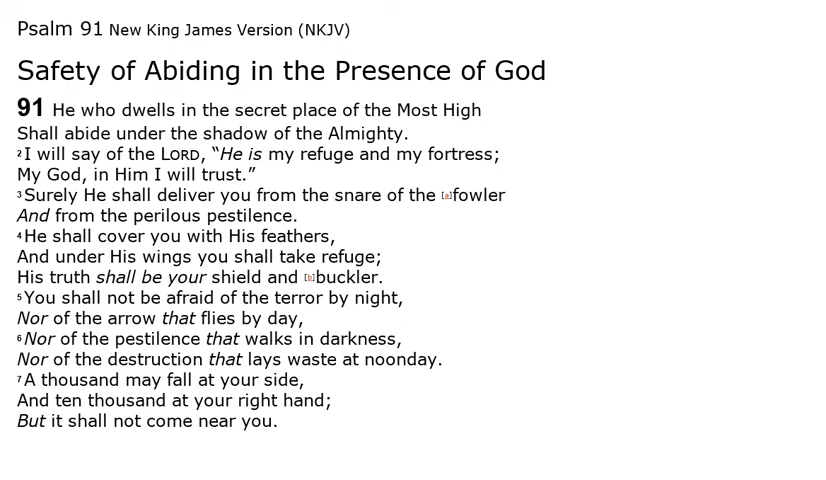 Psalm 91 New King James Version (NKJV)
Safety of Abiding in the Presence of God
91 He who dwells in the secret place of the Most High
Shall abide under the shadow of the Almighty.
2 I will say of the LORD, “He is my refuge and my fortress;
My God, in Him I will trust.”
3 Surely He shall deliver you from the snare of the [a]fowler
And from the perilous pestilence.
4 He shall cover you with His feathers,
And under His wings you shall take refuge;
His truth shall be your shield and [b]buckler.
5 You shall not be afraid of the terror by night,
Nor of the arrow that flies by day,
6 Nor of the pestilence that walks in darkness,
Nor of the destruction that lays waste at noonday.
7 A thousand may fall at your side,
And ten thousand at your right hand;
But it shall not come near you.